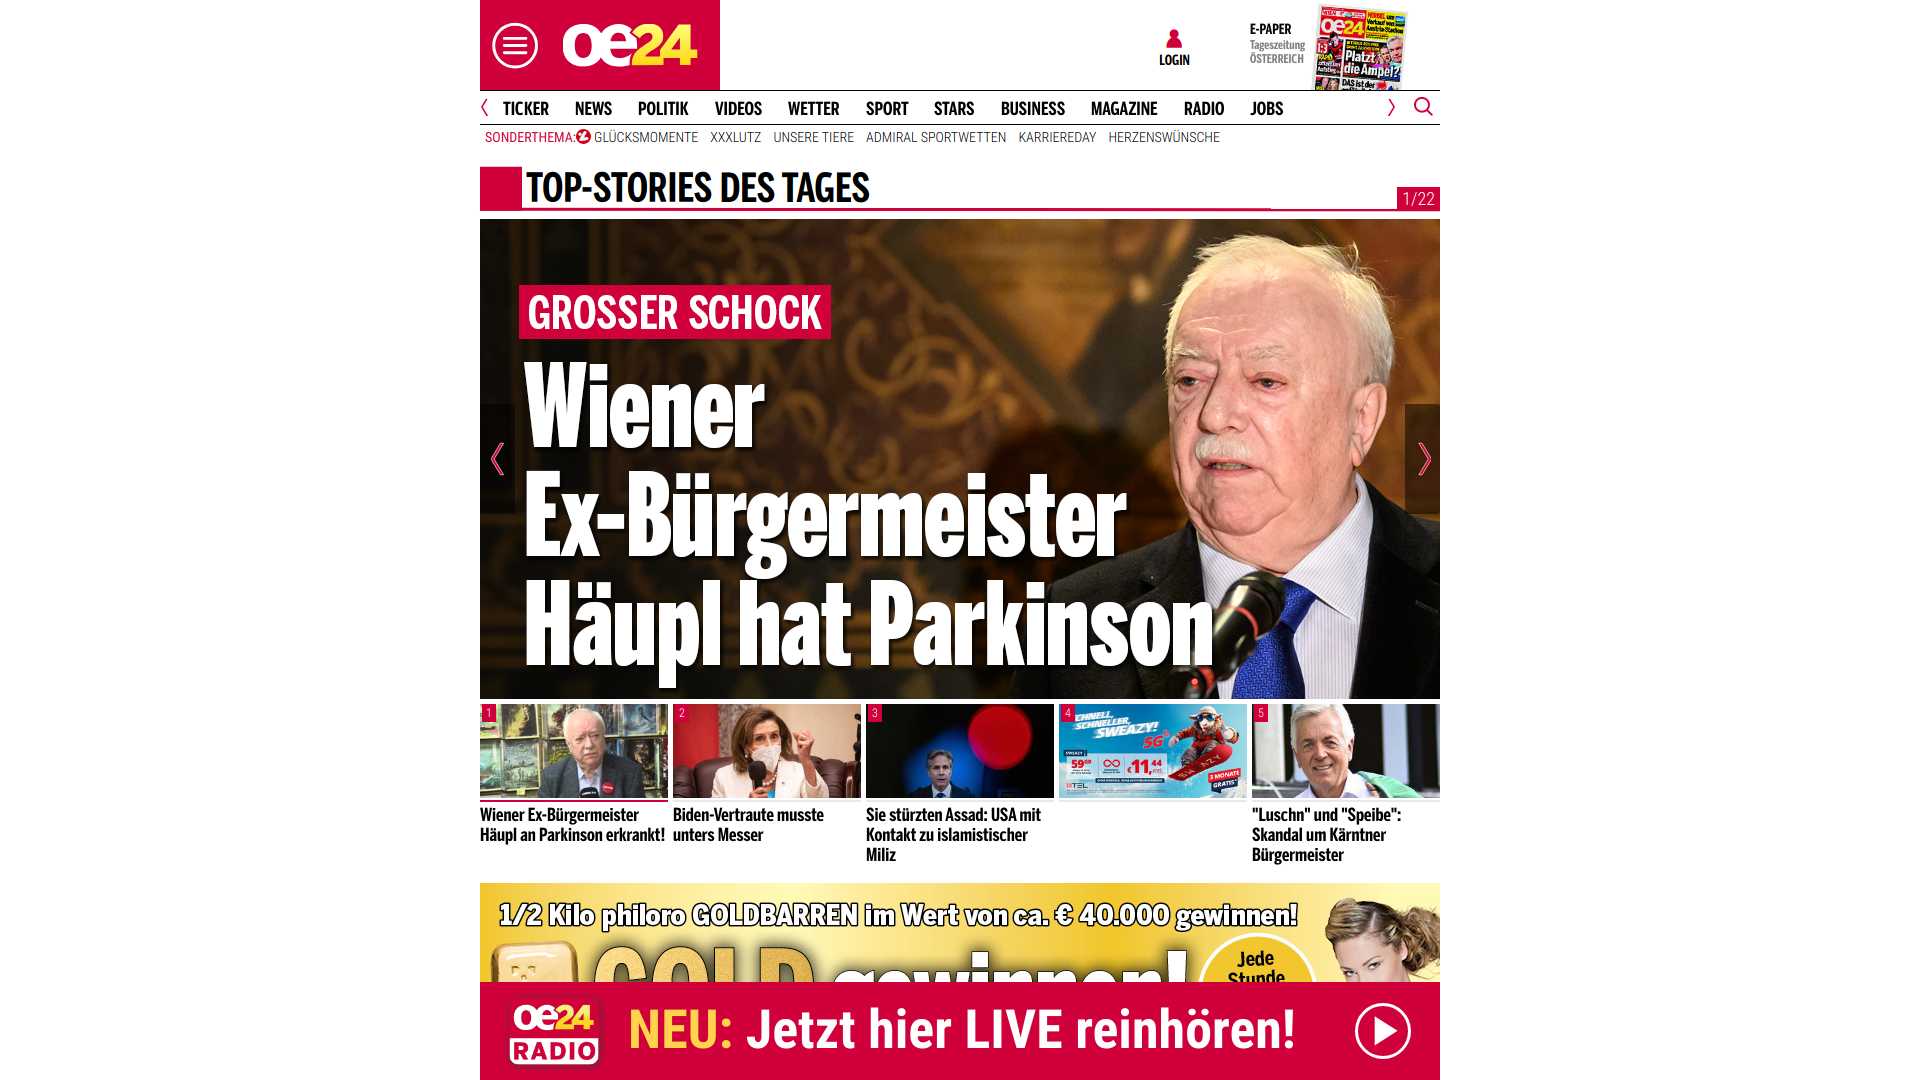 oe24
LOGIN
E-PAPER
Tageszeitung
ÖSTERREICH
oe24
Platzt
die Ampel?
TICKER NEWS POLITIK VIDEOS WETTER SPORT STARS BUSINESS MAGAZINE RADIO JOBS
SONDERTHEMA: GLÜCKSMOMENTE XXXLUTZ UNSERE TIERE ADMIRAL SPORTWETTEN KARRIEREDAY HERZENSWÜNSCHE
TOP-STORIES DES TAGES
1/22
GROSSER SCHOCK
Wiener
Ex-Bürgermeister
Häupl hat Parkinson
1
2
3
4
5
SCHNELL,
SCHNELLER,
SWEAZY!
5G
€11,44
3 MONATE
GRATIS*
Wiener Ex-Bürgermeister
Häupl an Parkinson erkrankt!
Biden-Vertraute musste
unters Messer
Sie stürzten Assad: USA mit
Kontakt zu islamistischer
Miliz
"Luschn" und "Speibe":
Skandal um Kärntner
Bürgermeister
1/2 Kilo philoro GOLDBARREN im Wert von ca. € 40.000 gewinnen!
GOLD gewinnen!
Jede
Stunde
oe24
RADIO
NEU: Jetzt hier LIVE reinhören!